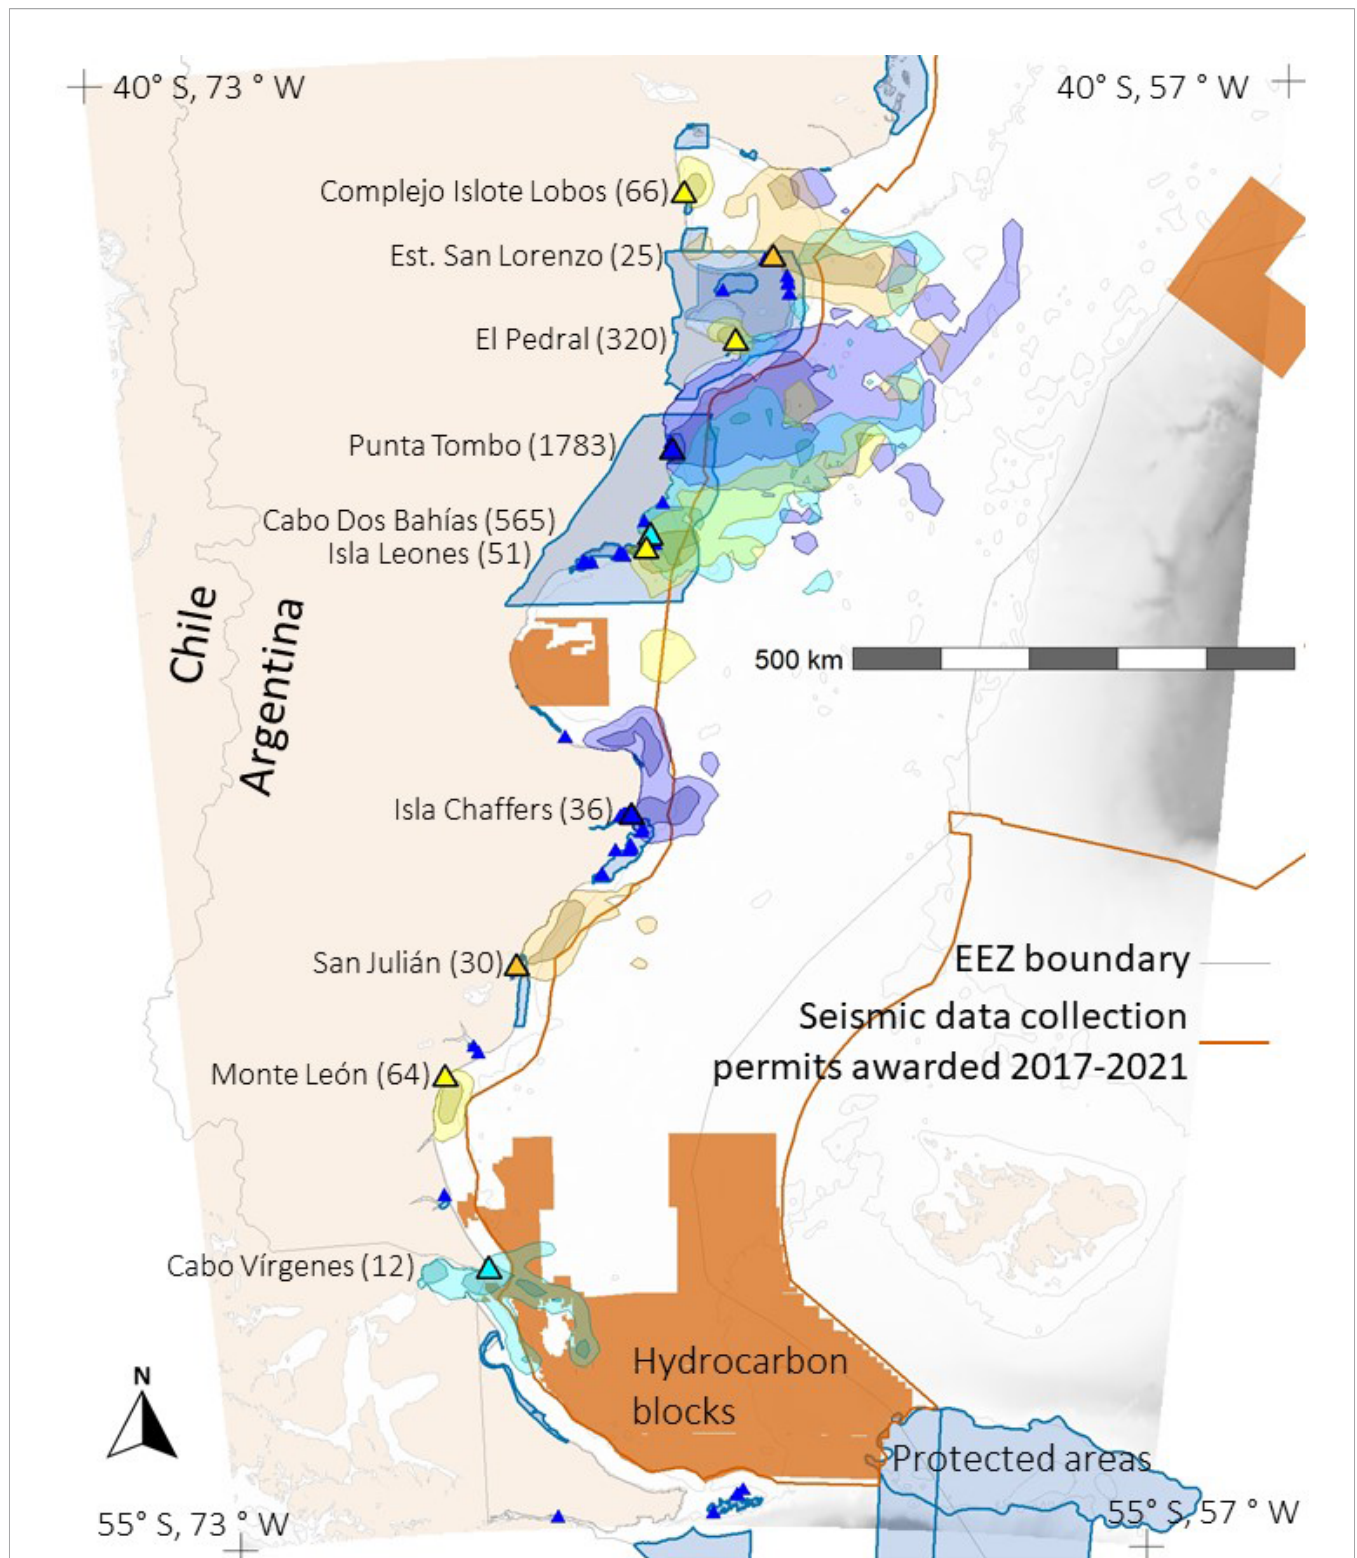 40° S, 73 ° W
40° S, 57 ° W
Complejo Islote Lobos (66)
Est. San Lorenzo (25)
El Pedral (320)
Punta Tombo (1783)
Cabo Dos Bahías (565)
Isla Leones (51)
Chile
Argentina
500 km
Isla Chaffers (36)
San Julián (30)
EEZ boundary
Seismic data collection
permits awarded 2017-2021
Monte León (64)
Cabo Vírgenes (12)
Hydrocarbon
blocks
N
Protected areas
55° S, 73 ° W
55° S, 57 ° W